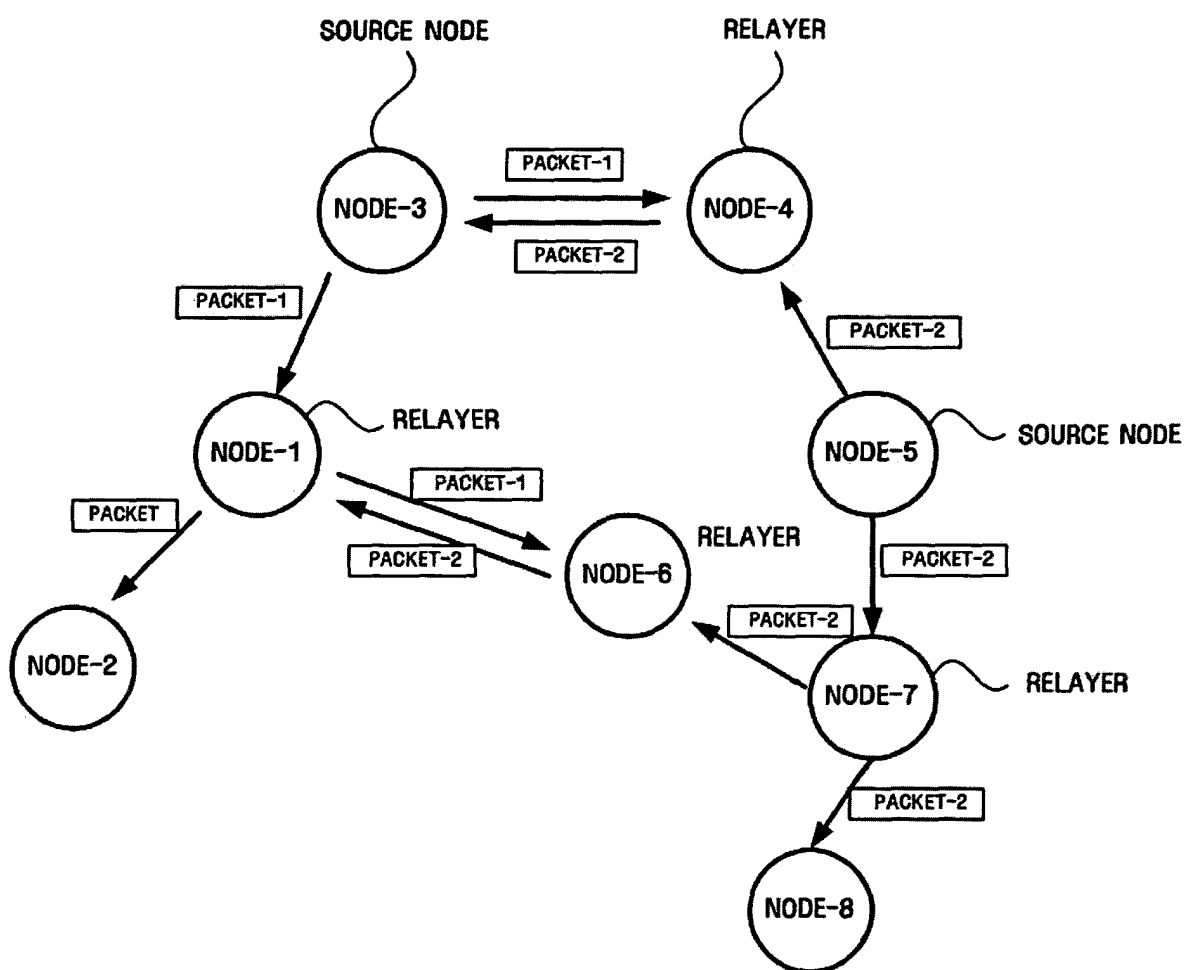 SOURCE NODE
RELAYER
PACKET-1
NODE-3
NODE-4
PACKET-2
PACKET-1
PACKET-2
RELAYER
NODE-1
NODE-5
SOURCE NODE
PACKET-1
PACKET
PACKET-2
RELAYER
PACKET-2
NODE-6
PACKET-2
NODE-2
NODE-7
RELAYER
PACKET-2
NODE-8